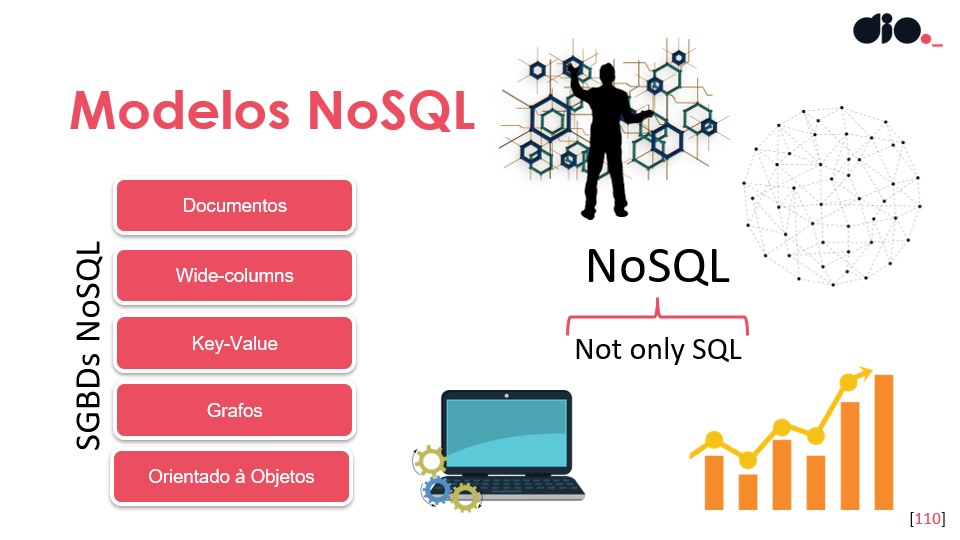 dio._
Modelos NoSQL
SGBDs NoSQL
Documentos
Wide-columns
Key-Value
Grafos
Orientado à Objetos
NoSQL
Not only SQL
[110]